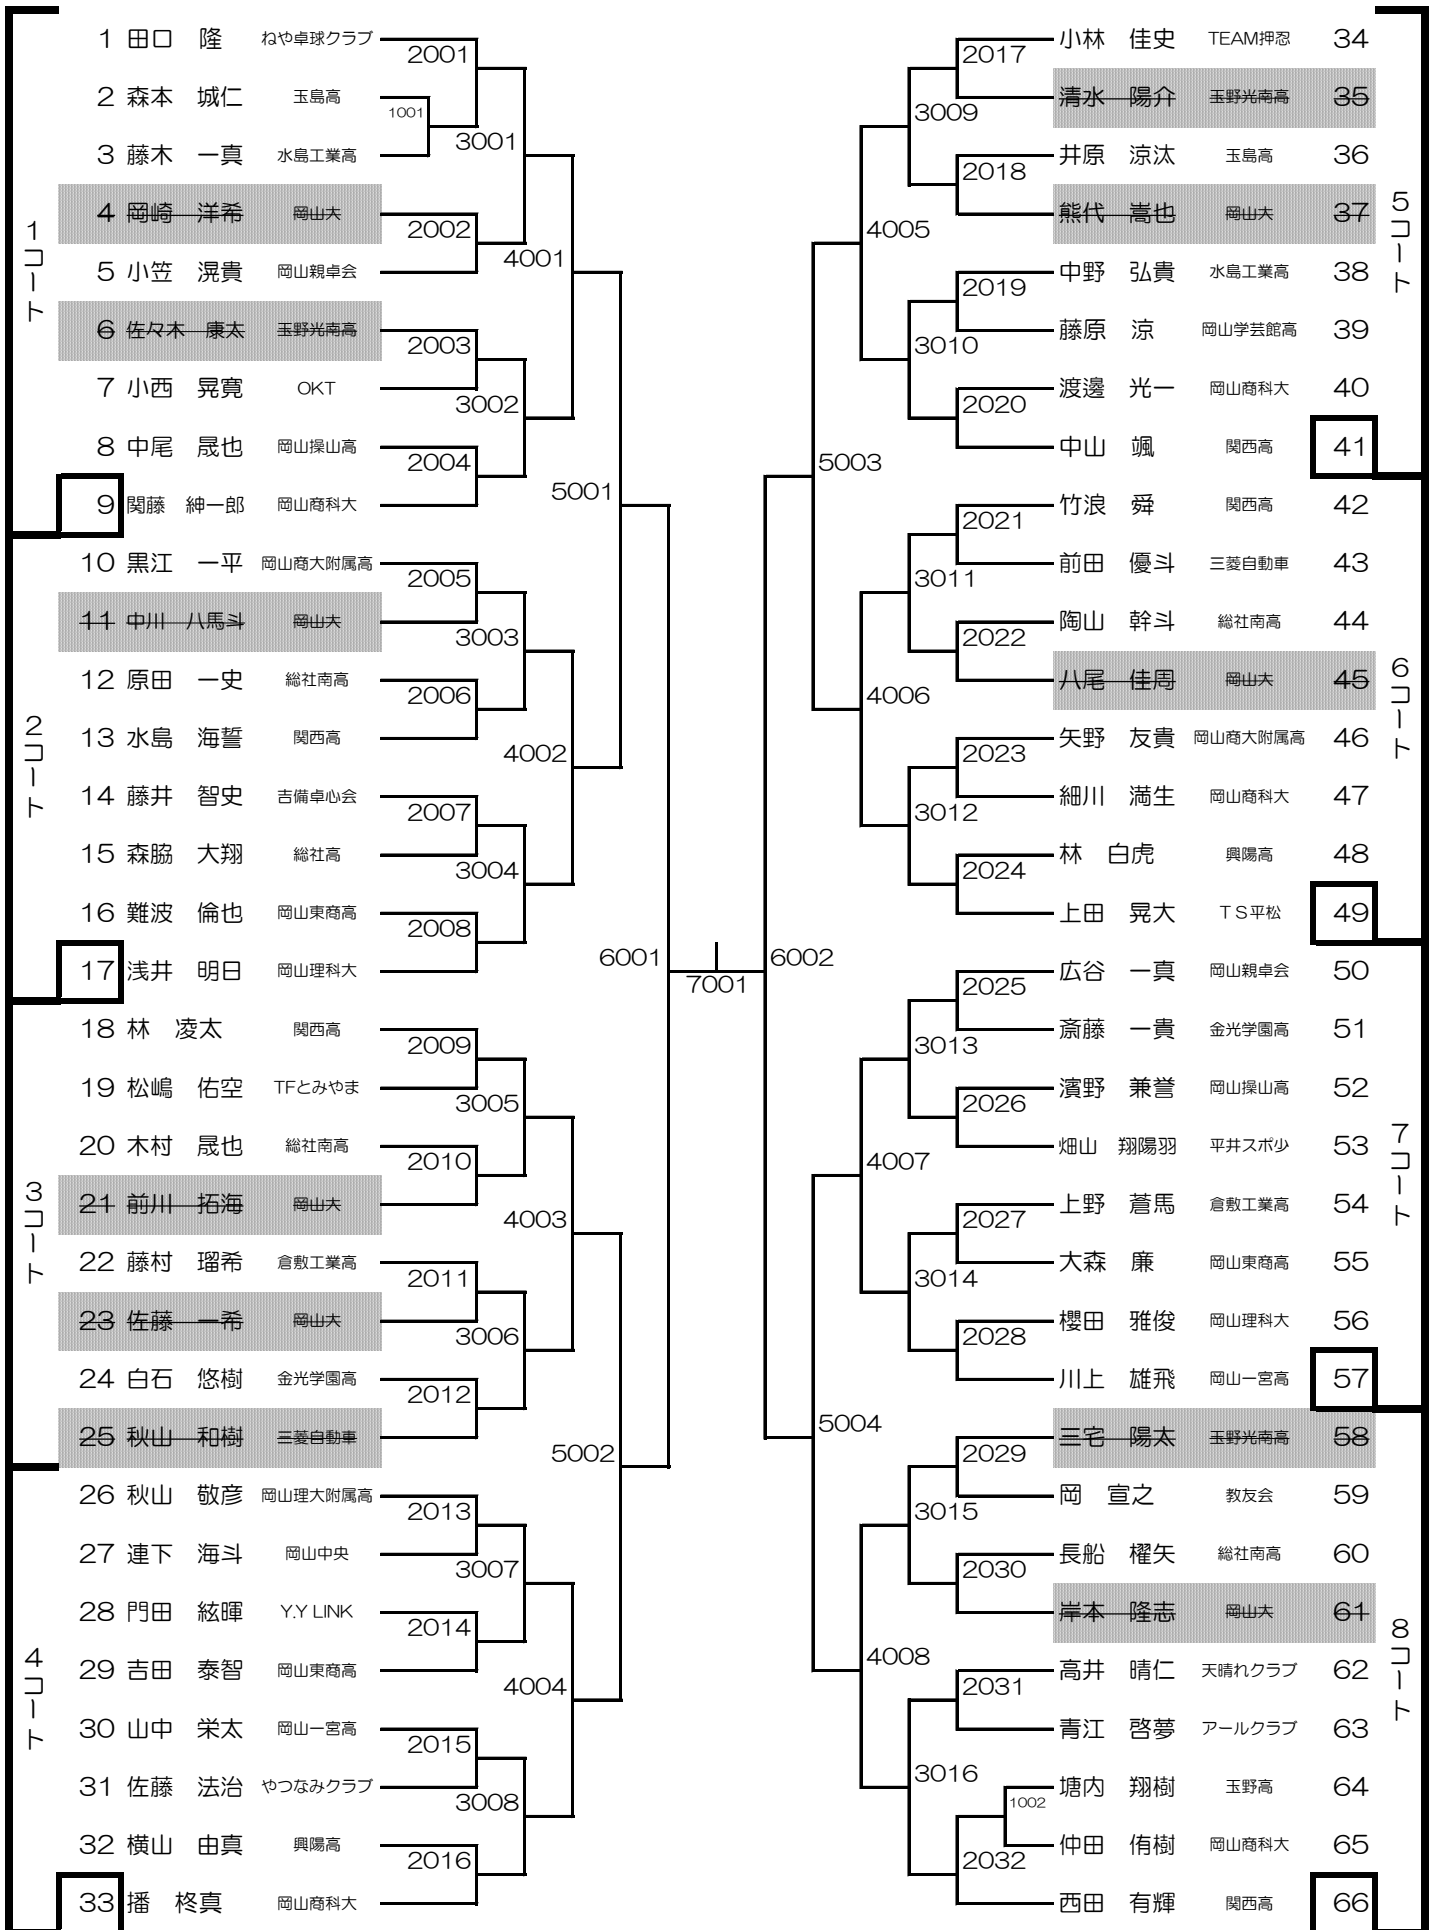 1 田口 隆 ねや卓球クラブ
2 森本 城仁 玉島高
3 藤木 一真 水島工業高
4 岡崎 洋希 岡山大
5 小笠 滉貴 岡山親卓会
6 佐々木 康太 玉野光南高
7 小西 晃寛 OKT
8 中尾 晟也 岡山操山高
9 関藤 紳一郎 岡山商科大
10 黒江 一平 岡山商大附属高
11 中川 八馬斗 岡山大
12 原田 一史 総社南高
13 水島 海誓 関西高
14 藤井 智史 吉備卓心会
15 森脇 大翔 総社高
16 難波 倫也 岡山東商高
17 浅井 明日 岡山理科大
18 林 凌太 関西高
19 松嶋 佑空 TFとみやま
20 木村 晟也 総社南高
21 前川 拓海 岡山大
22 藤村 瑠希 倉敷工業高
23 佐藤 一希 岡山大
24 白石 悠樹 金光学園高
25 秋山 和樹 三菱自動車
26 秋山 敬彦 岡山理大附属高
27 連下 海斗 岡山中央
28 門田 絃暉 Y.Y LINK
29 吉田 泰智 岡山東商高
30 山中 栄太 岡山一宮高
31 佐藤 法治 やつなみクラブ
32 横山 由真 興陽高
33 播 柊真 岡山商科大
1コート
2コート
3コート
4コート
1001
2001
2002
2003
2004
2005
2006
2007
2008
2009
2010
2011
2012
2013
2014
2015
2016
3001
3002
3003
3004
3005
3006
3007
3008
4001
4002
4003
4004
5001
5002
6001
7001
6002
5003
5004
4005
4006
4007
4008
3009
3010
3011
3012
3013
3014
3015
3016
2017
2018
2019
2020
2021
2022
2023
2024
2025
2026
2027
2028
2029
2030
2031
2032
1002
小林 佳史 TEAM押忍 34
清水 陽介 玉野光南高 35
井原 涼汰 玉島高 36
熊代 嵩也 岡山大 37
中野 弘貴 水島工業高 38
藤原 涼 岡山学芸館高 39
渡邊 光一 岡山商科大 40
中山 颯 関西高 41
竹浪 舜 関西高 42
前田 優斗 三菱自動車 43
陶山 幹斗 総社南高 44
八尾 佳周 岡山大 45
矢野 友貴 岡山商大附属高 46
細川 満生 岡山商科大 47
林 白虎 興陽高 48
上田 晃大 TS平松 49
広谷 一真 岡山親卓会 50
斎藤 一貴 金光学園高 51
濱野 兼誉 岡山操山高 52
畑山 翔陽羽 平井スポ少 53
上野 蒼馬 倉敷工業高 54
大森 廉 岡山東商高 55
櫻田 雅俊 岡山理科大 56
川上 雄飛 岡山一宮高 57
三宅 陽太 玉野光南高 58
岡 宣之 教友会 59
長船 櫂矢 総社南高 60
岸本 隆志 岡山大 61
高井 晴仁 天晴れクラブ 62
青江 啓夢 アールクラブ 63
塘内 翔樹 玉野高 64
仲田 侑樹 岡山商科大 65
西田 有輝 関西高 66
5コート
6コート
7コート
8コート